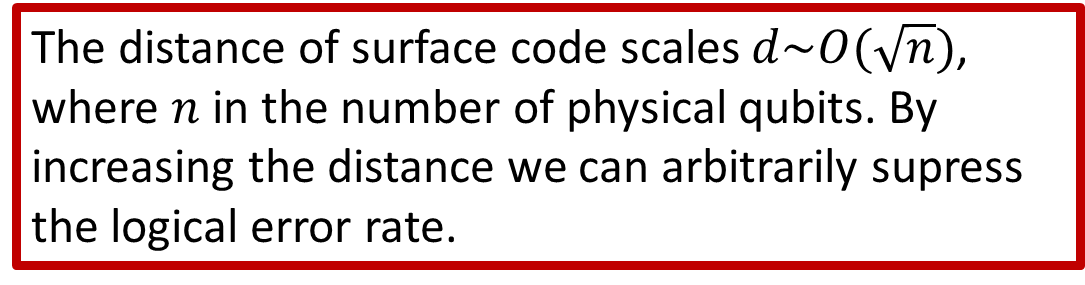 The distance of surface code scales d~O(√n),
where n in the number of physical qubits. By
increasing the distance we can arbitrarily supress
the logical error rate.